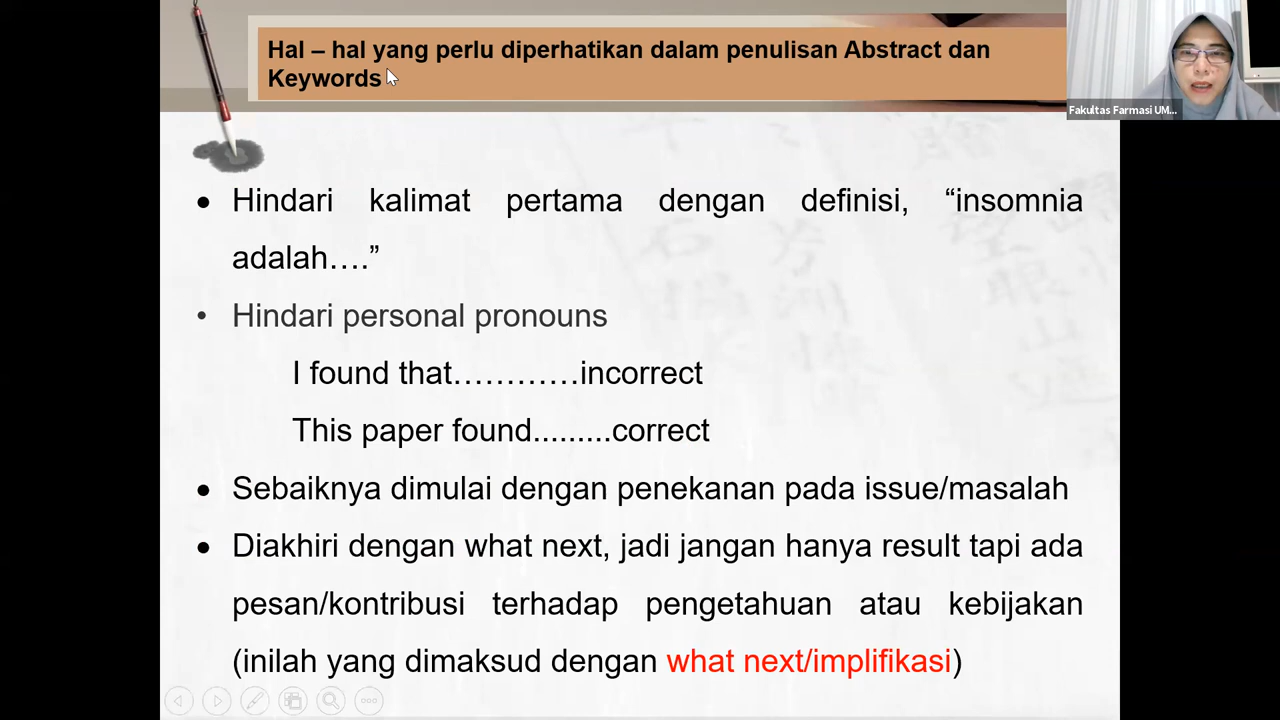 Hal – hal yang perlu diperhatikan dalam penulisan Abstract dan
Keywords
Fakultas Farmasi UM...
• Hindari kalimat pertama dengan definisi, “insomnia
adalah….”
• Hindari personal pronouns
I found that…………incorrect
This paper found.........correct
• Sebaiknya dimulai dengan penekanan pada issue/masalah
• Diakhiri dengan what next, jadi jangan hanya result tapi ada
pesan/kontribusi terhadap pengetahuan atau kebijakan
(inilah yang dimaksud dengan what next/implifikasi)